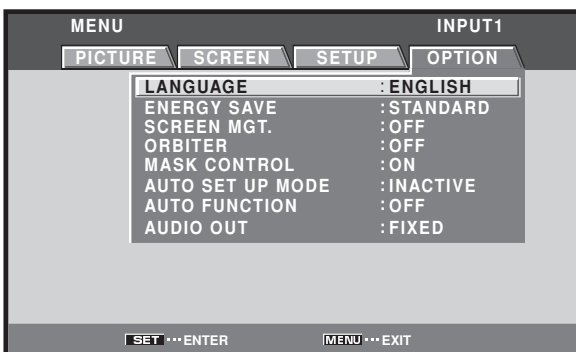 MENU INPUT1
PICTURE SCREEN SETUP OPTION
LANGUAGE : ENGLISH
ENERGY SAVE : STANDARD
SCREEN MGT. : OFF
ORBITER : OFF
MASK CONTROL : ON
AUTO SET UP MODE : INACTIVE
AUTO FUNCTION : OFF
AUDIO OUT : FIXED
SET ··· ENTER MENU ··· EXIT